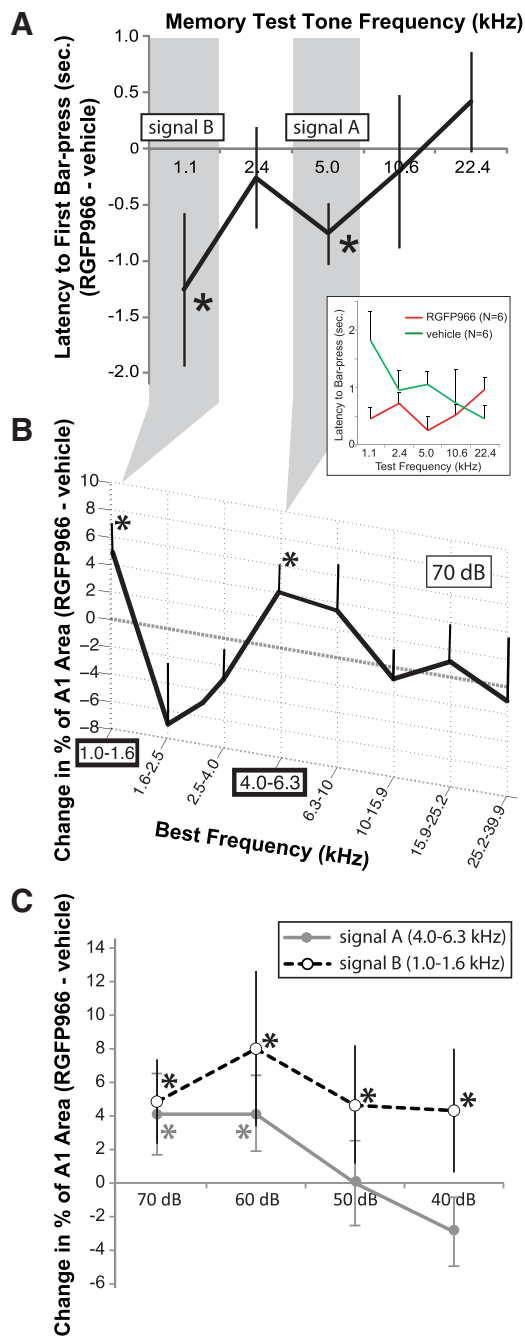 A
Memory Test Tone Frequency (kHz)
Latency to First Bar-press (sec.)
(RGFP966 - vehicle)
1.0
0.5
0
-0.5
-1.0
-1.5
-2.0
signal B
signal A
1.1
2.4
5.0
10.6
22.4
*
*
Latency to Bar-press (sec.)
2
1
0
RGFP966 (N=6)
vehicle (N=6)
1.1
2.4
5.0
10.6
22.4
Test Frequency (kHz)
B
Change in % of A1 Area (RGFP966 - vehicle)
10
8
6
4
2
0
−2
−4
−6
−8
*
*
70 dB
1.0-1.6
1.6-2.5
2.5-4.0
4.0-6.3
6.3-10
10-15.9
15.9-25.2
25.2-39.9
Best Frequency (kHz)
C
Change in % of A1 Area (RGFP966 - vehicle)
signal A (4.0-6.3 kHz)
signal B (1.0-1.6 kHz)
14
12
10
8
6
4
2
0
-2
-4
-6
*
*
*
*
*
*
70 dB
60 dB
50 dB
40 dB